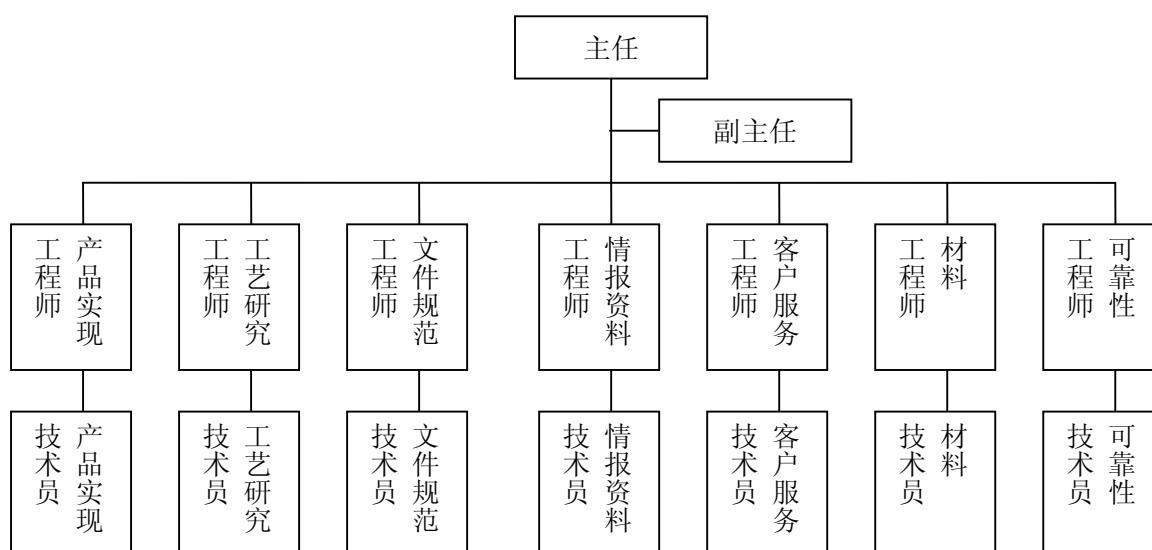 主任
副主任
产品实现
工程师
工艺研究
工程师
文件规范
工程师
情报资料
工程师
客户服务
工程师
材料
工程师
可靠性
工程师
产品实现
技术员
工艺研究
技术员
文件规范
技术员
情报资料
技术员
客户服务
技术员
材料
技术员
可靠性
技术员